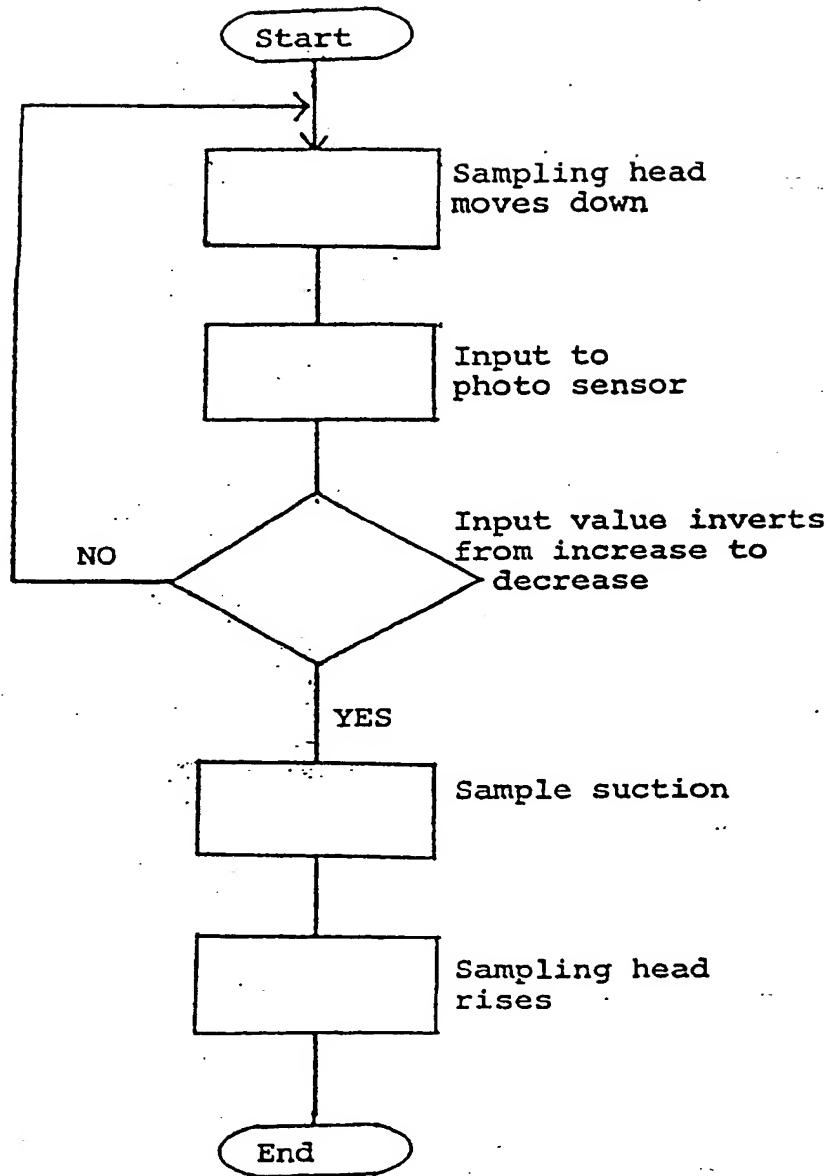 Start
Sampling head
moves down
Input to
photo sensor
Input value inverts
from increase to
decrease
NO
YES
Sample suction
Sampling head
rises
End